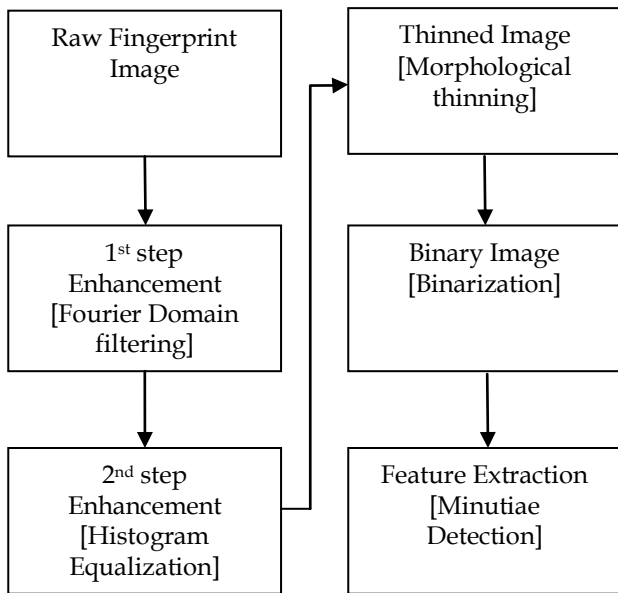 Raw Fingerprint
Image
1st step
Enhancement
[Fourier Domain
filtering]
2nd step
Enhancement
[Histogram
Equalization]
Thinned Image
[Morphological
thinning]
Binary Image
[Binarization]
Feature Extraction
[Minutiae
Detection]